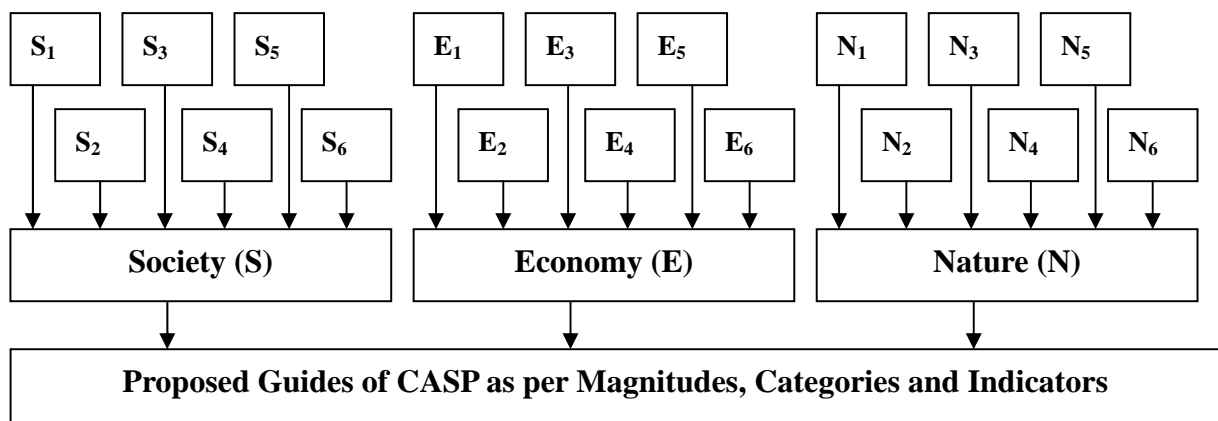 S₁ S₃ S₅ E₁ E₃ E₅ N₁ N₃ N₅
S₂ S₄ S₆ E₂ E₄ E₆ N₂ N₄ N₆
Society (S) Economy (E) Nature (N)
Proposed Guides of CASP as per Magnitudes, Categories and Indicators